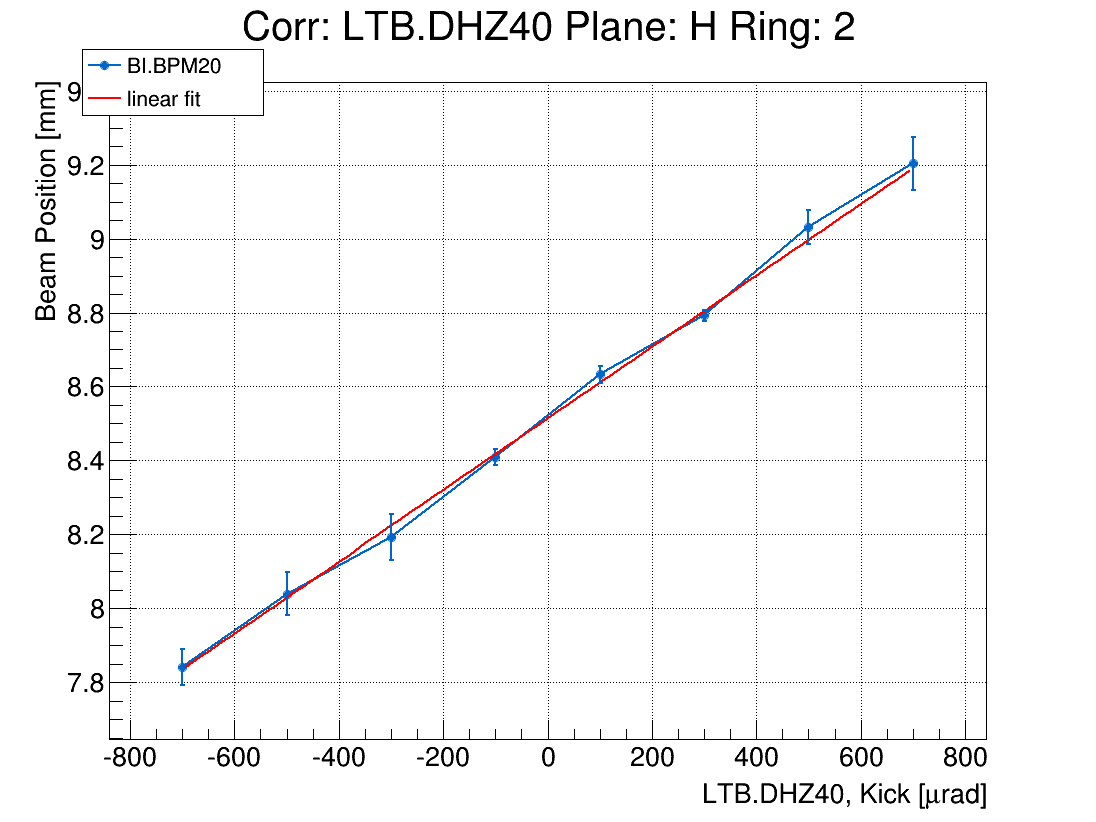 Corr: LTB.DHZ40 Plane: H Ring: 2
BI.BPM20
linear fit
Beam Position [mm]
9
9.2
9
8.8
8.6
8.4
8.2
8
7.8
-800 -600 -400 -200 0 200 400 600 800
LTB.DHZ40, Kick [μrad]